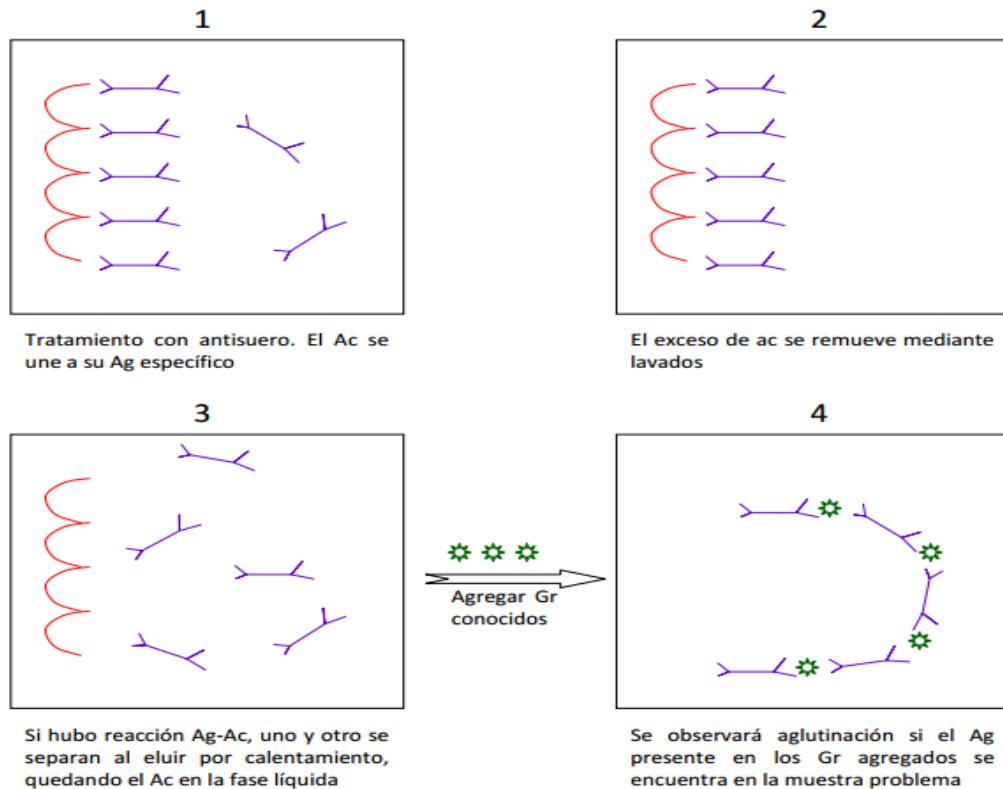 1
2
Tratamiento con antisuero. El Ac se
une a su Ag específico
El exceso de ac se remueve mediante
lavados
3
4
Agregar Gr
conocidos
Si hubo reacción Ag-Ac, uno y otro se
separan al eluir por calentamiento,
quedando el Ac en la fase líquida
Se observará aglutinación si el Ag
presente en los Gr agregados se
encuentra en la muestra problema